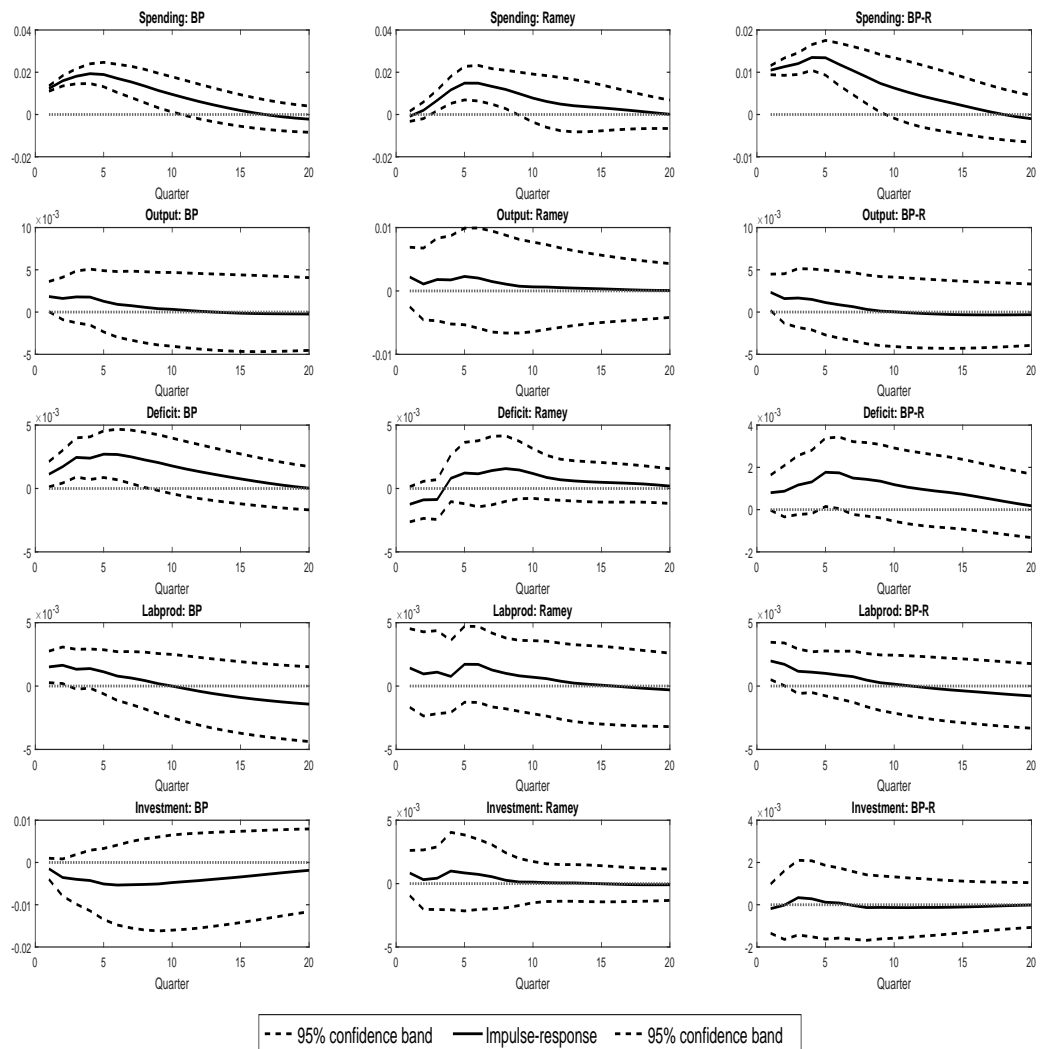 Spending: BP
0.04
0.02
0
-0.02
0 5 10 15 20
Quarter
Spending: Ramey
0.04
0.02
0
-0.02
0 5 10 15 20
Quarter
Spending: BP-R
0.02
0.01
0
-0.01
0 5 10 15 20
Quarter
Output: BP
×10⁻³
10
5
0
-5
0 5 10 15 20
Quarter
Output: Ramey
0.01
0
-0.01
0 5 10 15 20
Quarter
Output: BP-R
×10⁻³
10
5
0
-5
0 5 10 15 20
Quarter
Deficit: BP
×10⁻³
5
0
-5
0 5 10 15 20
Quarter
Deficit: Ramey
×10⁻³
5
0
-5
0 5 10 15 20
Quarter
Deficit: BP-R
×10⁻³
4
2
0
-2
0 5 10 15 20
Quarter
Labprod: BP
×10⁻³
5
0
-5
0 5 10 15 20
Quarter
Labprod: Ramey
×10⁻³
5
0
-5
0 5 10 15 20
Quarter
Labprod: BP-R
×10⁻³
5
0
-5
0 5 10 15 20
Quarter
Investment: BP
0.01
0
-0.01
-0.02
0 5 10 15 20
Quarter
Investment: Ramey
×10⁻³
5
0
-5
0 5 10 15 20
Quarter
Investment: BP-R
×10⁻³
4
2
0
-2
0 5 10 15 20
Quarter
95% confidence band Impulse-response 95% confidence band